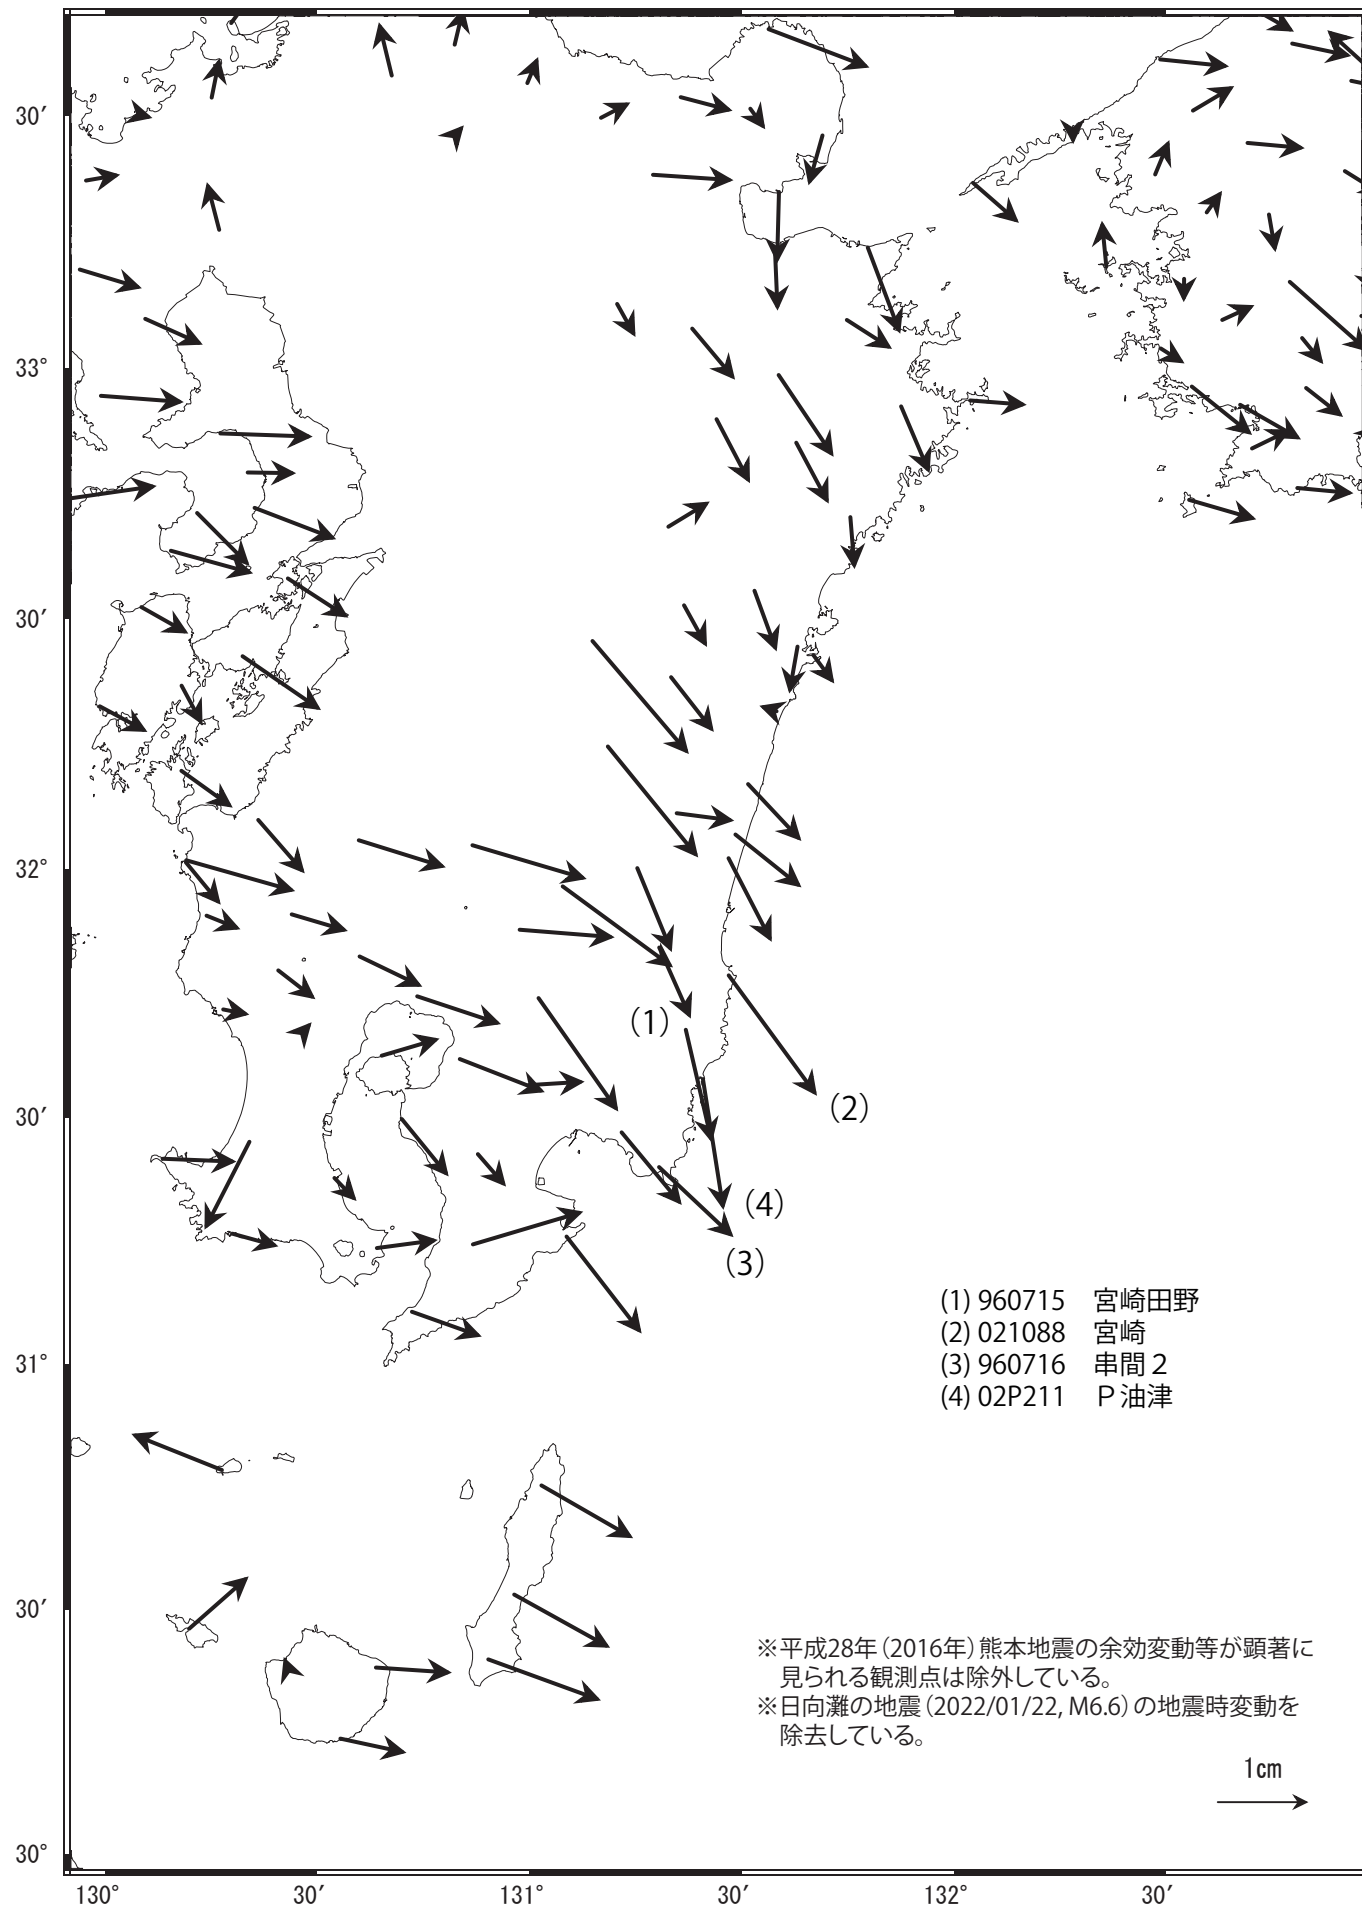 30′
33°
30′
32°
(1)
30′
(2)
(4)
(3)
(1) 960715 宮崎田野
(2) 021088 宮崎
(3) 960716 串間２
(4) 02P211 Ｐ油津
31°
30′
※平成28年（2016年）熊本地震の余効変動等が顕著に
見られる観測点は除外している。
※日向灘の地震（2022/01/22, M6.6）の地震時変動を
除去している。
1cm
30°
130° 30′ 131° 30′ 132° 30′